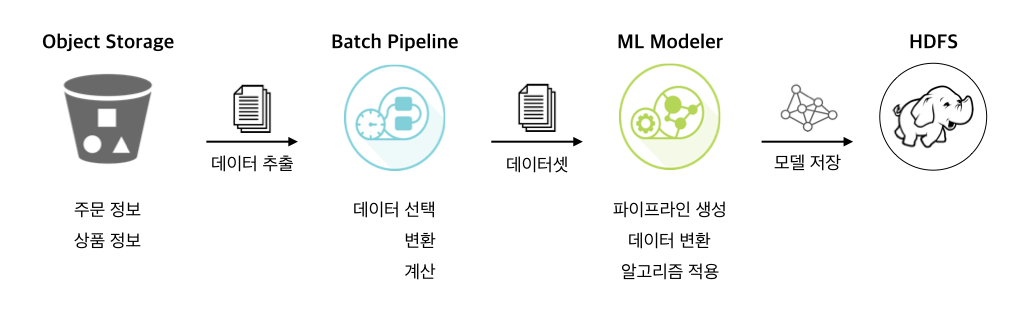 Object Storage
Batch Pipeline
ML Modeler
HDFS
데이터 추출
데이터셋
모델 저장
주문 정보
상품 정보
데이터 선택
변환
계산
파이프라인 생성
데이터 변환
알고리즘 적용